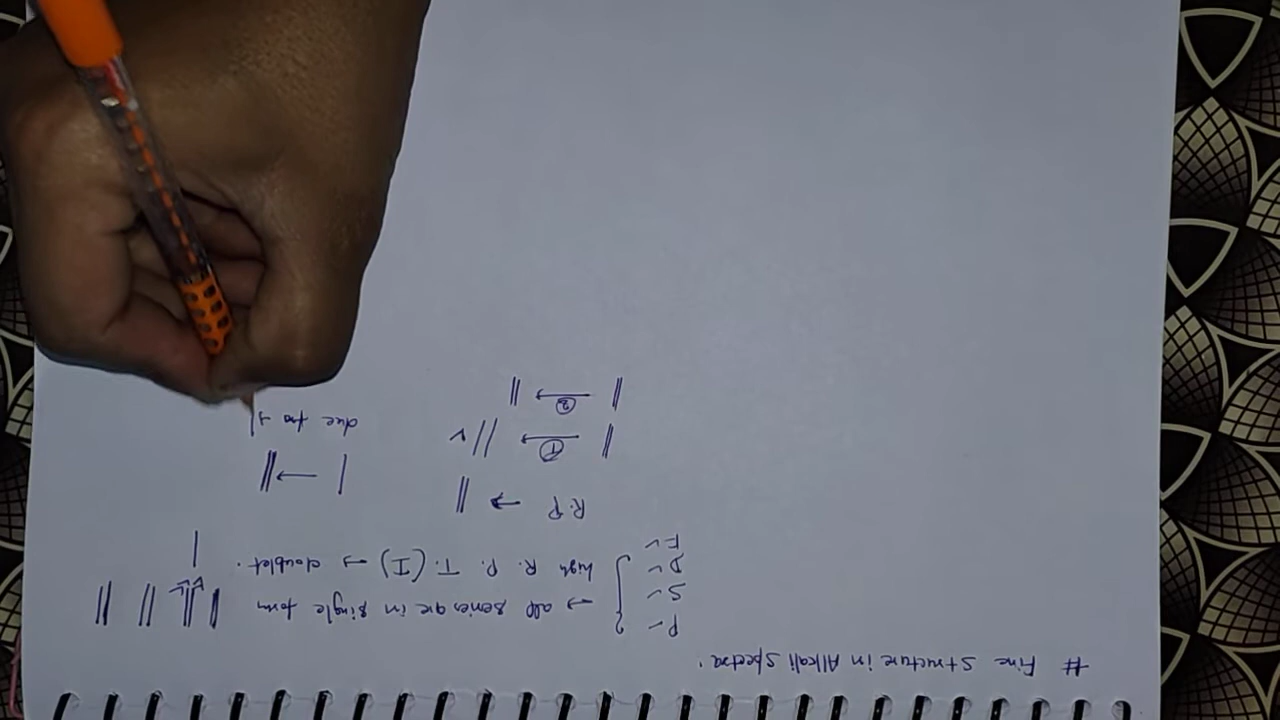 # Fine Structure in Alkali Spectra.
P
S
D
F
→ all series are in single form
high R. P. T. (I) → doublet.
R.P →
①
②
due to